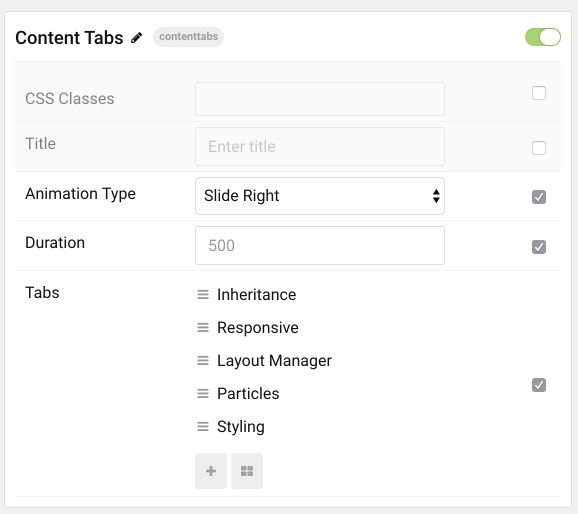 Content Tabs contenttabs
CSS Classes
Title Enter title
Animation Type Slide Right
Duration 500
Tabs Inheritance
Responsive
Layout Manager
Particles
Styling